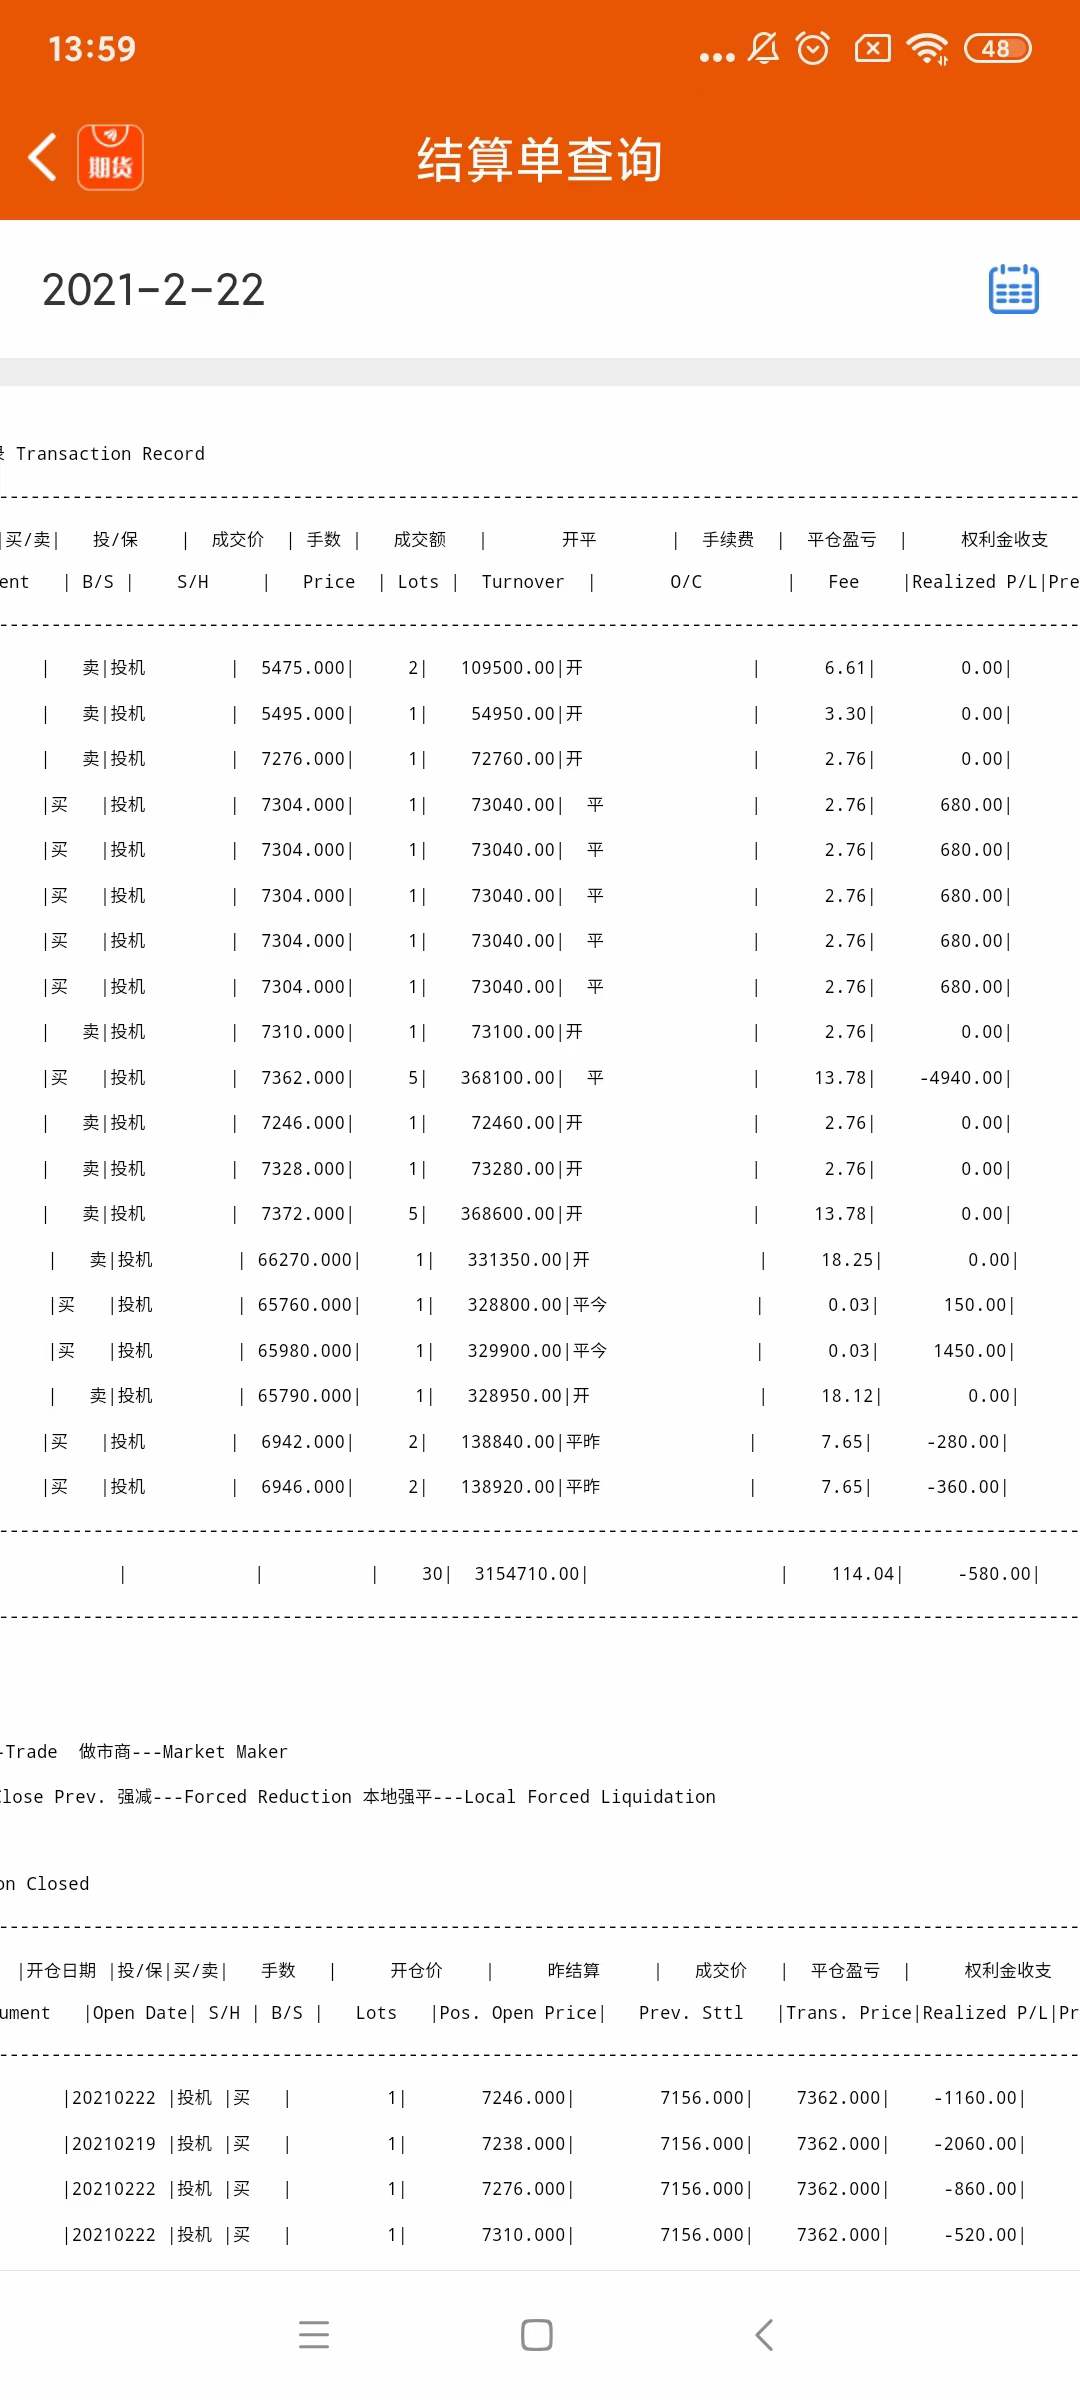 13:59
48
期货
结算单查询
2021-2-22
Transaction Record
|买/卖| 投/保 | 成交价 | 手数 | 成交额 | 开平 | 手续费 | 平仓盈亏 | 权利金收支
ent | B/S | S/H | Price | Lots | Turnover | O/C | Fee |Realized P/L|Pre
| 卖|投机 | 5475.000| 2| 109500.00|开 | 6.61| 0.00|
| 卖|投机 | 5495.000| 1| 54950.00|开 | 3.30| 0.00|
| 卖|投机 | 7276.000| 1| 72760.00|开 | 2.76| 0.00|
|买 |投机 | 7304.000| 1| 73040.00| 平 | 2.76| 680.00|
|买 |投机 | 7304.000| 1| 73040.00| 平 | 2.76| 680.00|
|买 |投机 | 7304.000| 1| 73040.00| 平 | 2.76| 680.00|
|买 |投机 | 7304.000| 1| 73040.00| 平 | 2.76| 680.00|
|买 |投机 | 7304.000| 1| 73040.00| 平 | 2.76| 680.00|
| 卖|投机 | 7310.000| 1| 73100.00|开 | 2.76| 0.00|
|买 |投机 | 7362.000| 5| 368100.00| 平 | 13.78| -4940.00|
| 卖|投机 | 7246.000| 1| 72460.00|开 | 2.76| 0.00|
| 卖|投机 | 7328.000| 1| 73280.00|开 | 2.76| 0.00|
| 卖|投机 | 7372.000| 5| 368600.00|开 | 13.78| 0.00|
| 卖|投机 | 66270.000| 1| 331350.00|开 | 18.25| 0.00|
|买 |投机 | 65760.000| 1| 328800.00|平今 | 0.03| 150.00|
|买 |投机 | 65980.000| 1| 329900.00|平今 | 0.03| 1450.00|
| 卖|投机 | 65790.000| 1| 328950.00|开 | 18.12| 0.00|
|买 |投机 | 6942.000| 2| 138840.00|平昨 | 7.65| -280.00|
|买 |投机 | 6946.000| 2| 138920.00|平昨 | 7.65| -360.00|
| | | 30| 3154710.00| | 114.04| -580.00|
-Trade 做市商---Market Maker
Close Prev. 强减---Forced Reduction 本地强平---Local Forced Liquidation
on Closed
|开仓日期 |投/保|买/卖| 手数 | 开仓价 | 昨结算 | 成交价 | 平仓盈亏 | 权利金收支
ument |Open Date| S/H | B/S | Lots |Pos. Open Price| Prev. Sttl |Trans. Price|Realized P/L|Pr
|20210222 |投机 |买 | 1| 7246.000| 7156.000| 7362.000| -1160.00|
|20210219 |投机 |买 | 1| 7238.000| 7156.000| 7362.000| -2060.00|
|20210222 |投机 |买 | 1| 7276.000| 7156.000| 7362.000| -860.00|
|20210222 |投机 |买 | 1| 7310.000| 7156.000| 7362.000| -520.00|